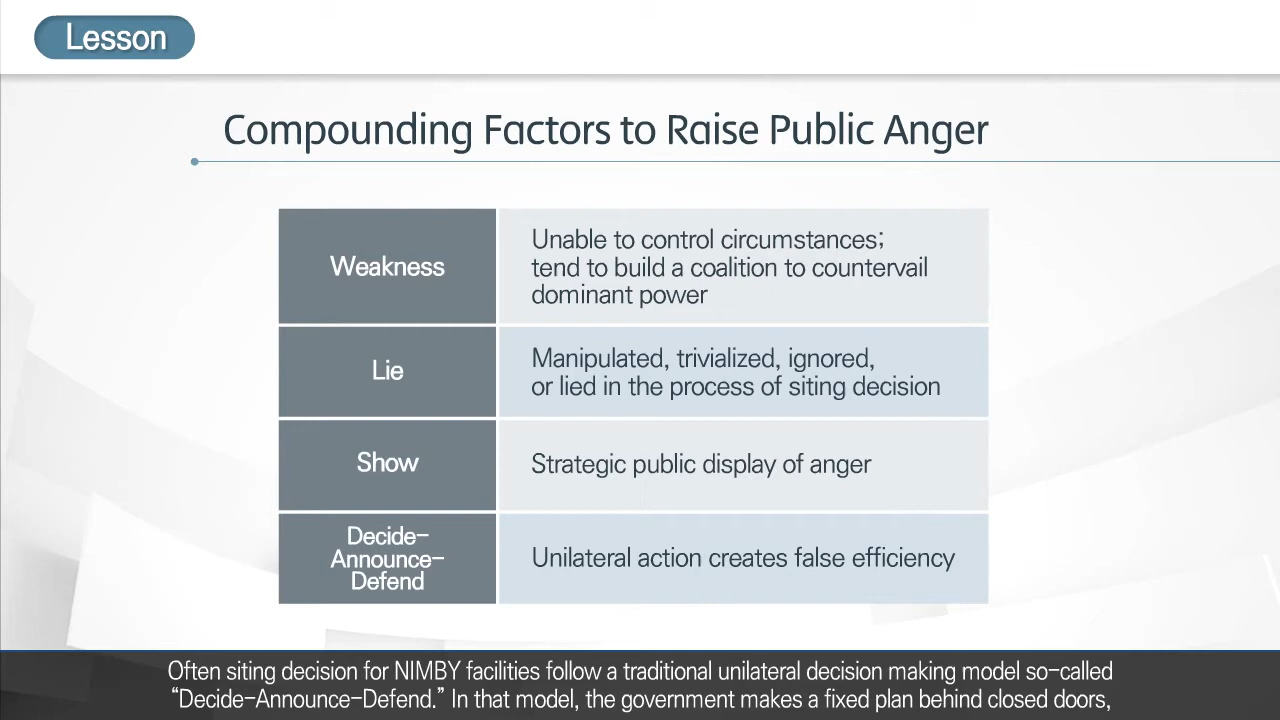 Lesson
Compounding Factors to Raise Public Anger
Weakness
Unable to control circumstances;
tend to build a coalition to countervail
dominant power
Lie
Manipulated, trivialized, ignored,
or lied in the process of siting decision
Show
Strategic public display of anger
Decide-
Announce-
Defend
Unilateral action creates false efficiency
Often siting decision for NIMBY facilities follow a traditional unilateral decision making model so-called
“Decide-Announce-Defend.” In that model, the government makes a fixed plan behind closed doors,